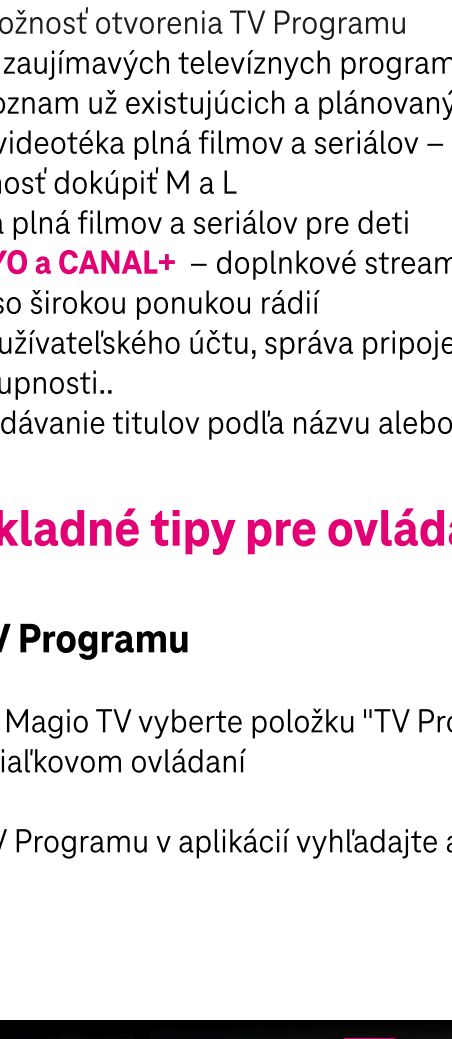 ožnosť otvorenia TV Programu
zaujímavých televíznych program
oznam už existujúcich a plánovaný
videotéka plná filmov a seriálov –
nosť dokúpiť M a L
a plná filmov a seriálov pre deti
YO a CANAL+ – doplnkové stream
so širokou ponukou rádií
užívateľského účtu, správa pripoje
upnosti..
dávanie titulov podľa názvu alebo
kladné tipy pre ovláda
V Programu
Magio TV vyberte položku "TV Pro
iaľkovom ovládaní
V Programu v aplikácií vyhľadajte a